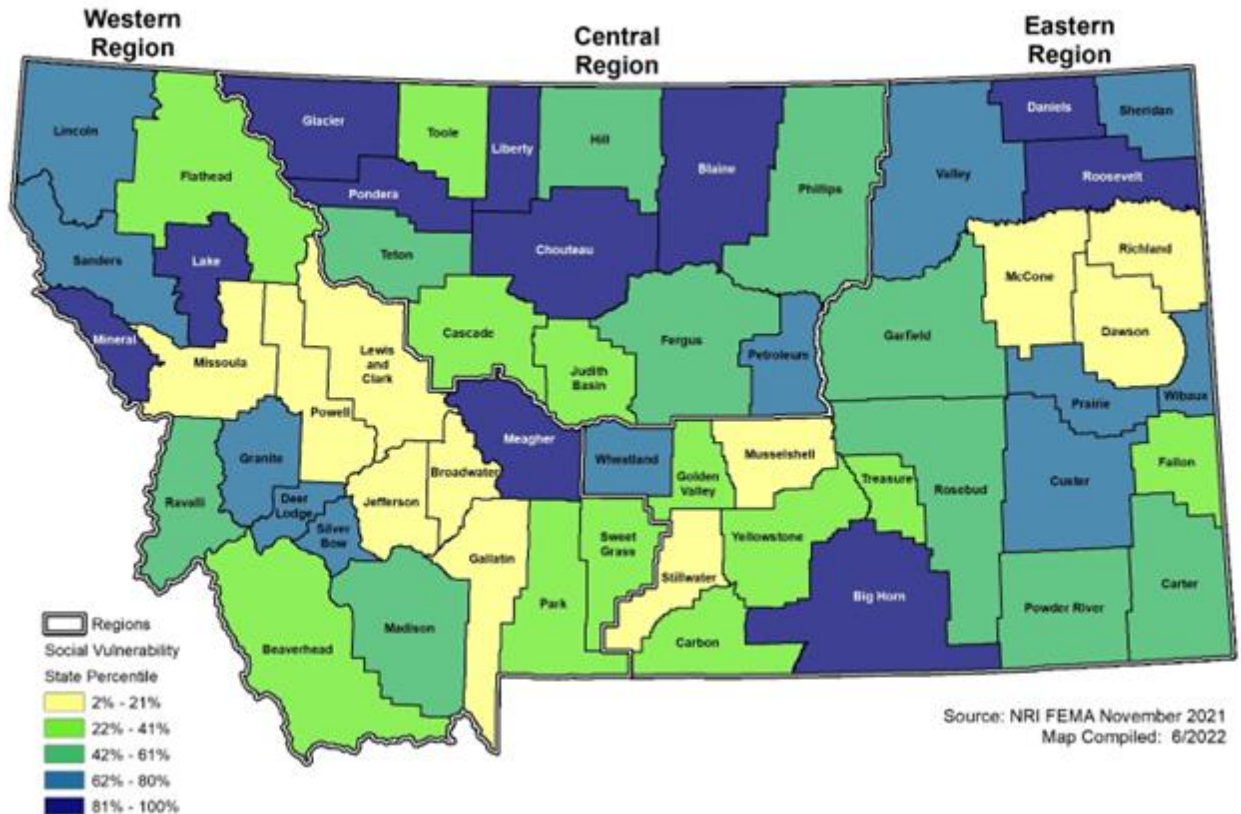 Western
Region
Central
Region
Eastern
Region
Lincoln
Flathead
Glacier
Toole
Liberty
Hill
Blaine
Phillips
Valley
Daniels
Sheridan
Roosevelt
Pondera
Sanders
Lake
Teton
Chouteau
McCone
Richland
Mineral
Missoula
Lewis
and
Clark
Cascade
Judith
Basin
Fergus
Petroleum
Garfield
Dawson
Powell
Prairie
Wibaux
Granite
Ravalli
Deer
Lodge
Silver
Bow
Jefferson
Broadwater
Meagher
Wheatland
Golden
Valley
Musselshell
Treasure
Rosebud
Custer
Fallon
Gallatin
Park
Sweet
Grass
Stillwater
Yellowstone
Big Horn
Powder River
Carter
Beaverhead
Madison
Carbon
Regions
Social Vulnerability
State Percentile
2% - 21%
22% - 41%
42% - 61%
62% - 80%
81% - 100%
Source: NRI FEMA November 2021
Map Compiled: 6/2022